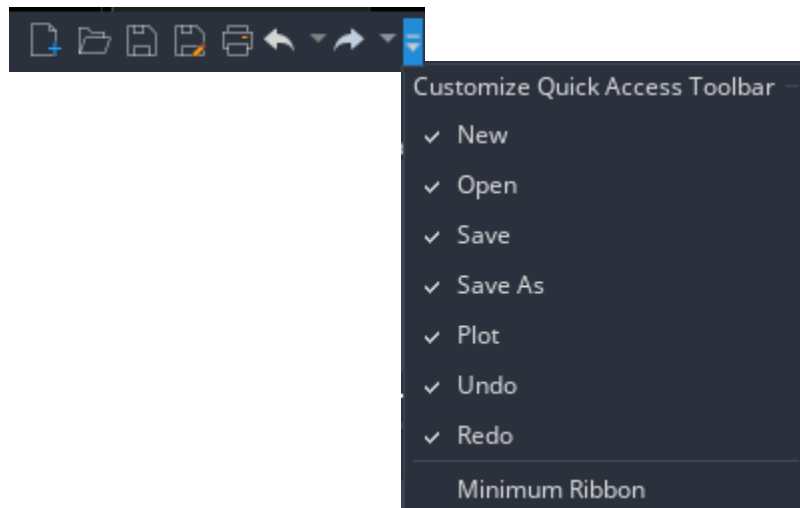 Customize Quick Access Toolbar
New
Open
Save
Save As
Plot
Undo
Redo
Minimum Ribbon